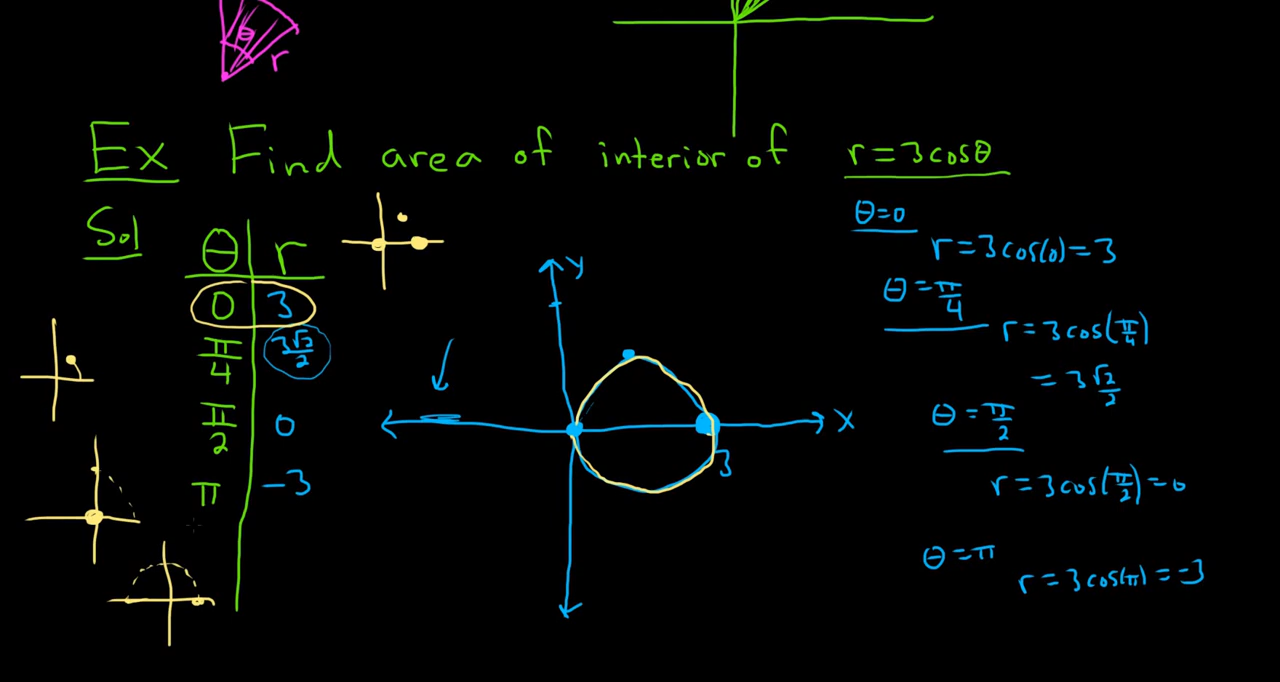 θ
r
Ex Find area of interior of r=3cosθ
Sol
θ r
0 3
π/4 3√2/2
π/2 0
π -3
y
x
3
θ=0
r=3cos(0)=3
θ=π/4
r=3cos(π/4)
=3√2/2
θ=π/2
r=3cos(π/2)=0
θ=π
r=3cos(π)=-3